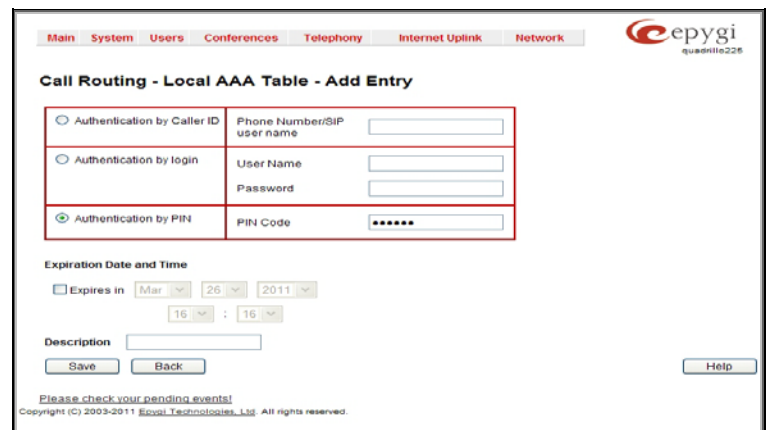 Main System Users Conferences Telephony Internet Uplink Network
epygi
quadrillo225
Call Routing - Local AAA Table - Add Entry
Authentication by Caller ID Phone Number/SIP user name
Authentication by login User Name
Password
Authentication by PIN PIN Code ••••••
Expiration Date and Time
Expires in Mar 26 2011
16 : 16
Description
Save Back Help
Please check your pending events!
Copyright (C) 2003-2011 Epygi Technologies, Ltd. All rights reserved.